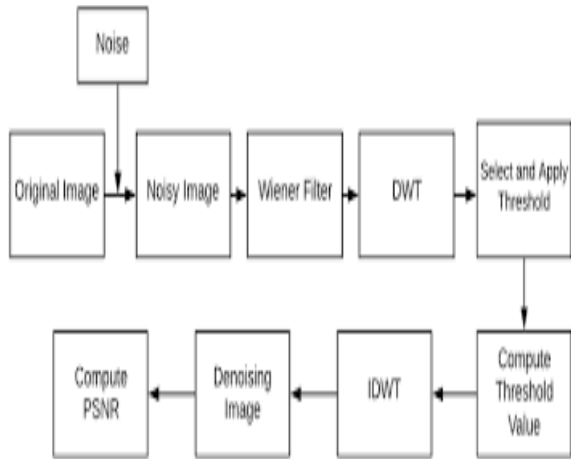 Noise
Original Image
Noisy Image
Wiener Filter
DWT
Select and Apply
Threshold
Compute
PSNR
Denoising
Image
IDWT
Compute
Threshold
Value